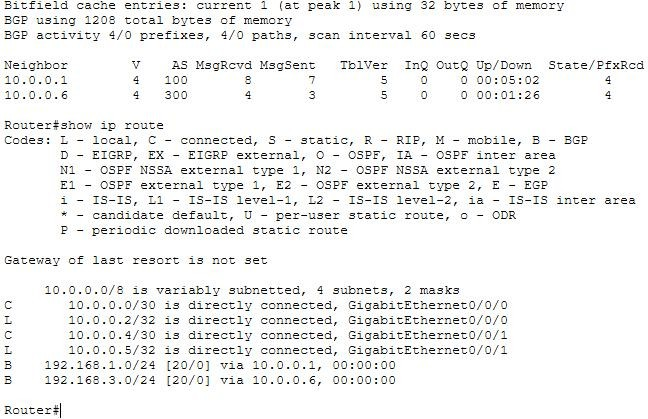 Bitfield cache entries: current 1 (at peak 1) using 32 bytes of memory
BGP using 1208 total bytes of memory
BGP activity 4/0 prefixes, 4/0 paths, scan interval 60 secs

Neighbor        V    AS MsgRcvd MsgSent   TblVer  InQ OutQ Up/Down  State/PfxRcd
10.0.0.1        4   100       8       7        5    0    0 00:05:02            4
10.0.0.6        4   300       4       3        5    0    0 00:01:26            4

Router#show ip route
Codes: L - local, C - connected, S - static, R - RIP, M - mobile, B - BGP
       D - EIGRP, EX - EIGRP external, O - OSPF, IA - OSPF inter area
       N1 - OSPF NSSA external type 1, N2 - OSPF NSSA external type 2
       E1 - OSPF external type 1, E2 - OSPF external type 2, E - EGP
       i - IS-IS, L1 - IS-IS level-1, L2 - IS-IS level-2, ia - IS-IS inter area
       * - candidate default, U - per-user static route, o - ODR
       P - periodic downloaded static route

Gateway of last resort is not set

     10.0.0.0/8 is variably subnetted, 4 subnets, 2 masks
C       10.0.0.0/30 is directly connected, GigabitEthernet0/0/0
L       10.0.0.2/32 is directly connected, GigabitEthernet0/0/0
C       10.0.0.4/30 is directly connected, GigabitEthernet0/0/1
L       10.0.0.5/32 is directly connected, GigabitEthernet0/0/1
B    192.168.1.0/24 [20/0] via 10.0.0.1, 00:00:00
B    192.168.3.0/24 [20/0] via 10.0.0.6, 00:00:00

Router#